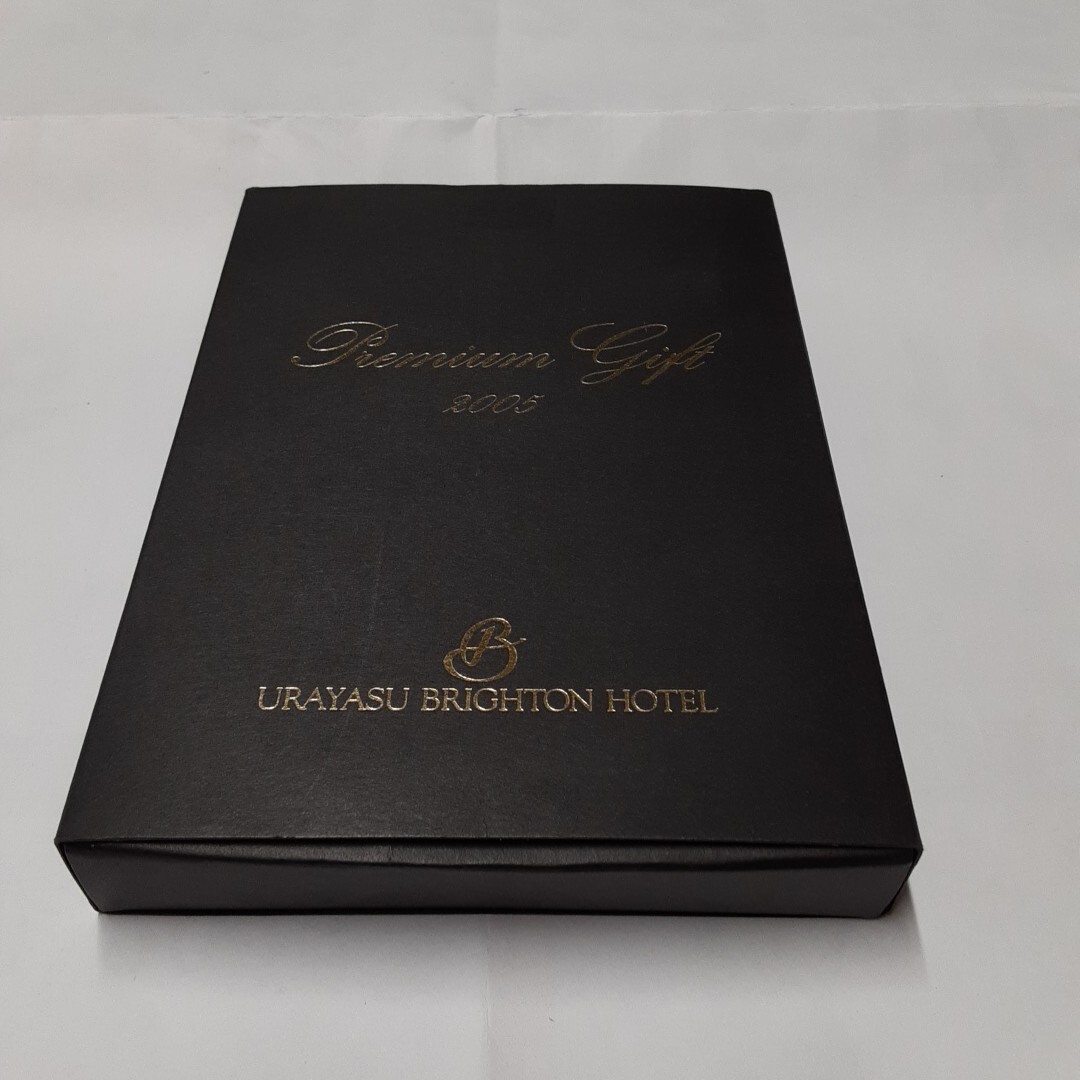 Premium Gift
2005
B
URAYASU BRIGHTON HOTEL